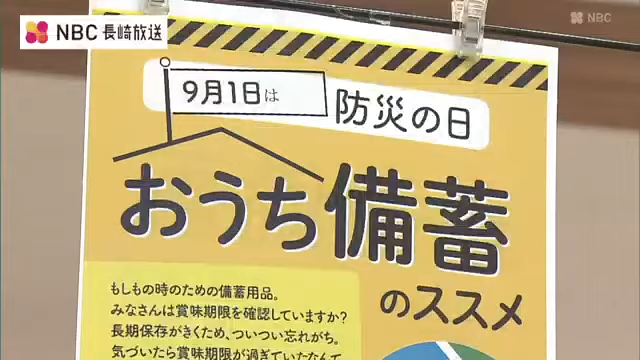 NBC 長崎放送
NBC
9月1日は
防災の日
おうち備蓄
のススメ
もしもの時のための備蓄用品。
みなさんは賞味期限を確認していますか?
長期保存がきくため、ついつい忘れがち。
気づいたら賞味期限が過ぎていたなんて